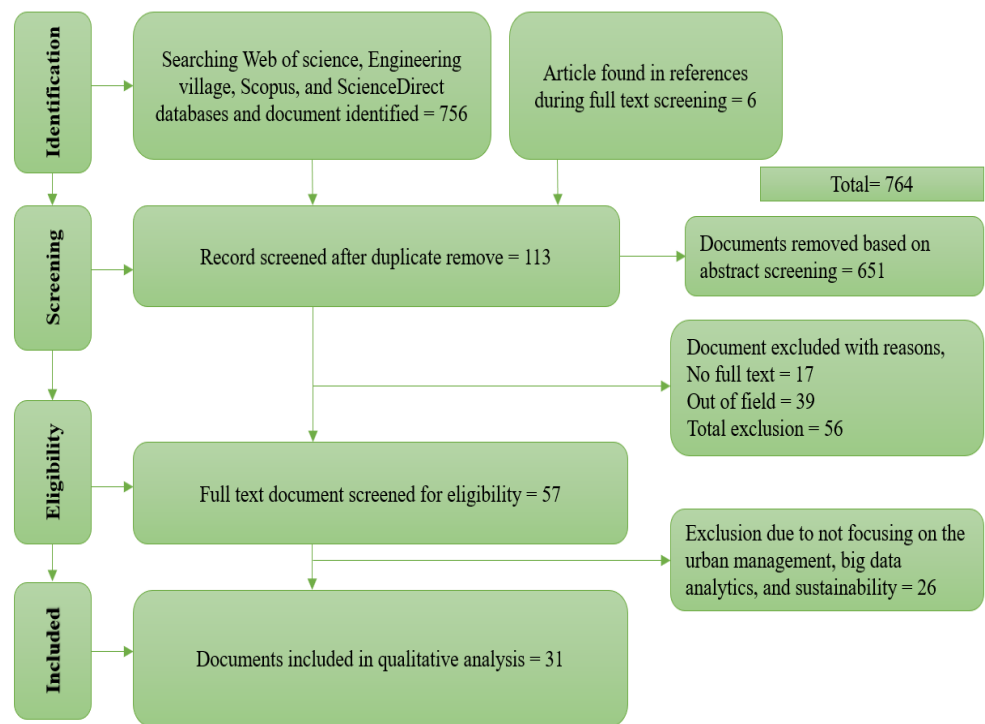 Identification
Searching Web of science, Engineering
village, Scopus, and ScienceDirect
databases and document identified = 756
Article found in references
during full text screening = 6
Total= 764
Screening
Record screened after duplicate remove = 113
Documents removed based on
abstract screening = 651
Document excluded with reasons,
No full text = 17
Out of field = 39
Total exclusion = 56
Eligibility
Full text document screened for eligibility = 57
Exclusion due to not focusing on the
urban management, big data
analytics, and sustainability = 26
Included
Documents included in qualitative analysis = 31